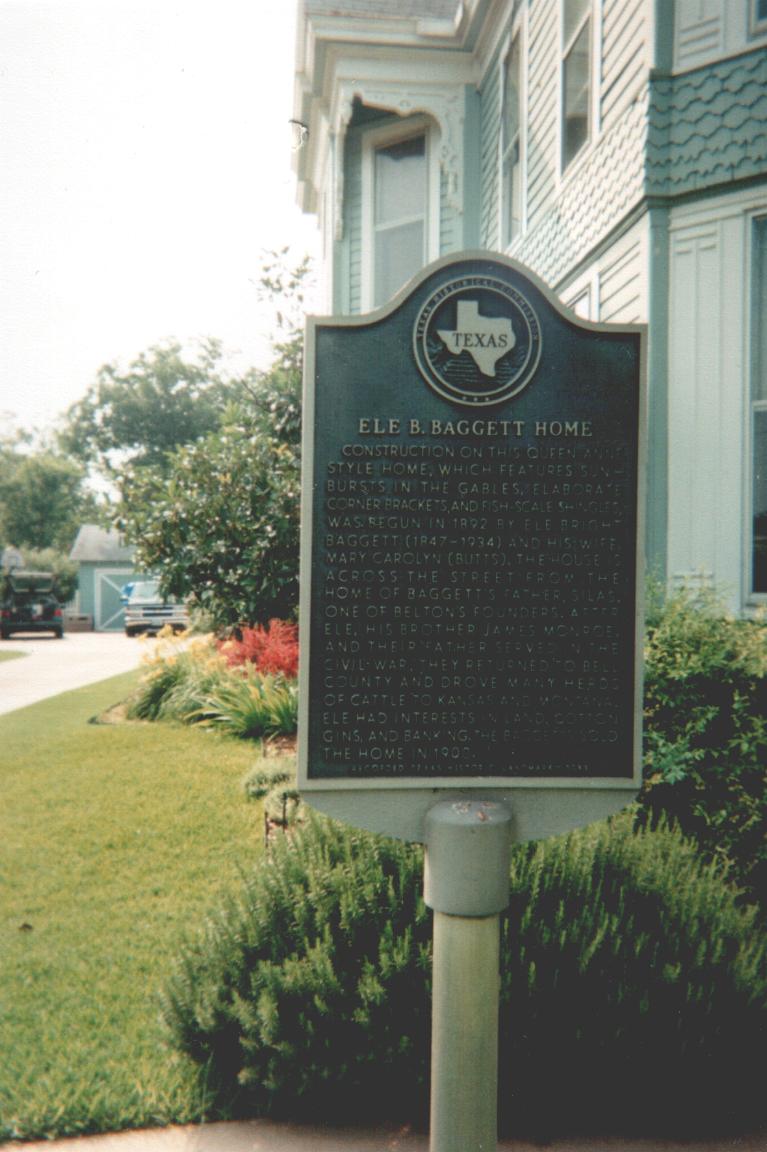 TEXAS HISTORICAL COMMISSION
TEXAS
ELE B. BAGGETT HOME
CONSTRUCTION ON THIS QUEEN ANNE
STYLE HOME, WHICH FEATURES SUN-
BURSTS IN THE GABLES, ELABORATE
CORNER BRACKETS, AND FISH-SCALE SHINGLES,
WAS BEGUN IN 1892 BY ELE BRIGHT
BAGGETT (1847-1934) AND HIS WIFE,
MARY CAROLYN (BUTTS). THE HOUSE IS
ACROSS THE STREET FROM THE
HOME OF BAGGETT'S FATHER, SILAS,
ONE OF BELTON'S FOUNDERS. AFTER
ELE, HIS BROTHER JAMES MONROE,
AND THEIR FATHER SERVED IN THE
CIVIL WAR, THEY RETURNED TO BELL
COUNTY AND DROVE MANY HERDS
OF CATTLE TO KANSAS AND MONTANA.
ELE HAD INTERESTS IN LAND, COTTON
GINS, AND BANKING. THE BAGGETTS SOLD
THE HOME IN 1900.
RECORDED TEXAS HISTORIC LANDMARK